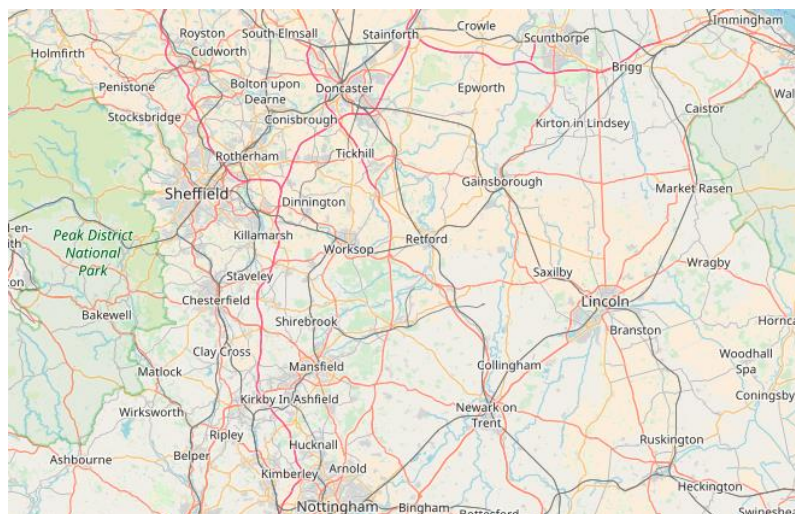 Immingham
Crowle
Royston
South Elmsall
Stainforth
Scunthorpe
Holmfirth
Cudworth
Brigg
Penistone
Bolton upon
Dearne
Doncaster
Epworth
Caistor
Stocksbridge
Conisbrough
Kirton in Lindsey
Rotherham
Tickhill
Gainsborough
Market Rasen
Sheffield
Dinnington
Peak District
National
Park
Killamarsh
Worksop
Retford
Staveley
Saxilby
Wragby
Chesterfield
Lincoln
Bakewell
Shirebrook
Branston
Clay Cross
Woodhall
Spa
Matlock
Mansfield
Collingham
Coningsby
Wirksworth
Kirkby In Ashfield
Newark on
Trent
Ripley
Hucknall
Ruskington
Ashbourne
Belper
Kimberley
Arnold
Heckington
Nottingham
Bingham